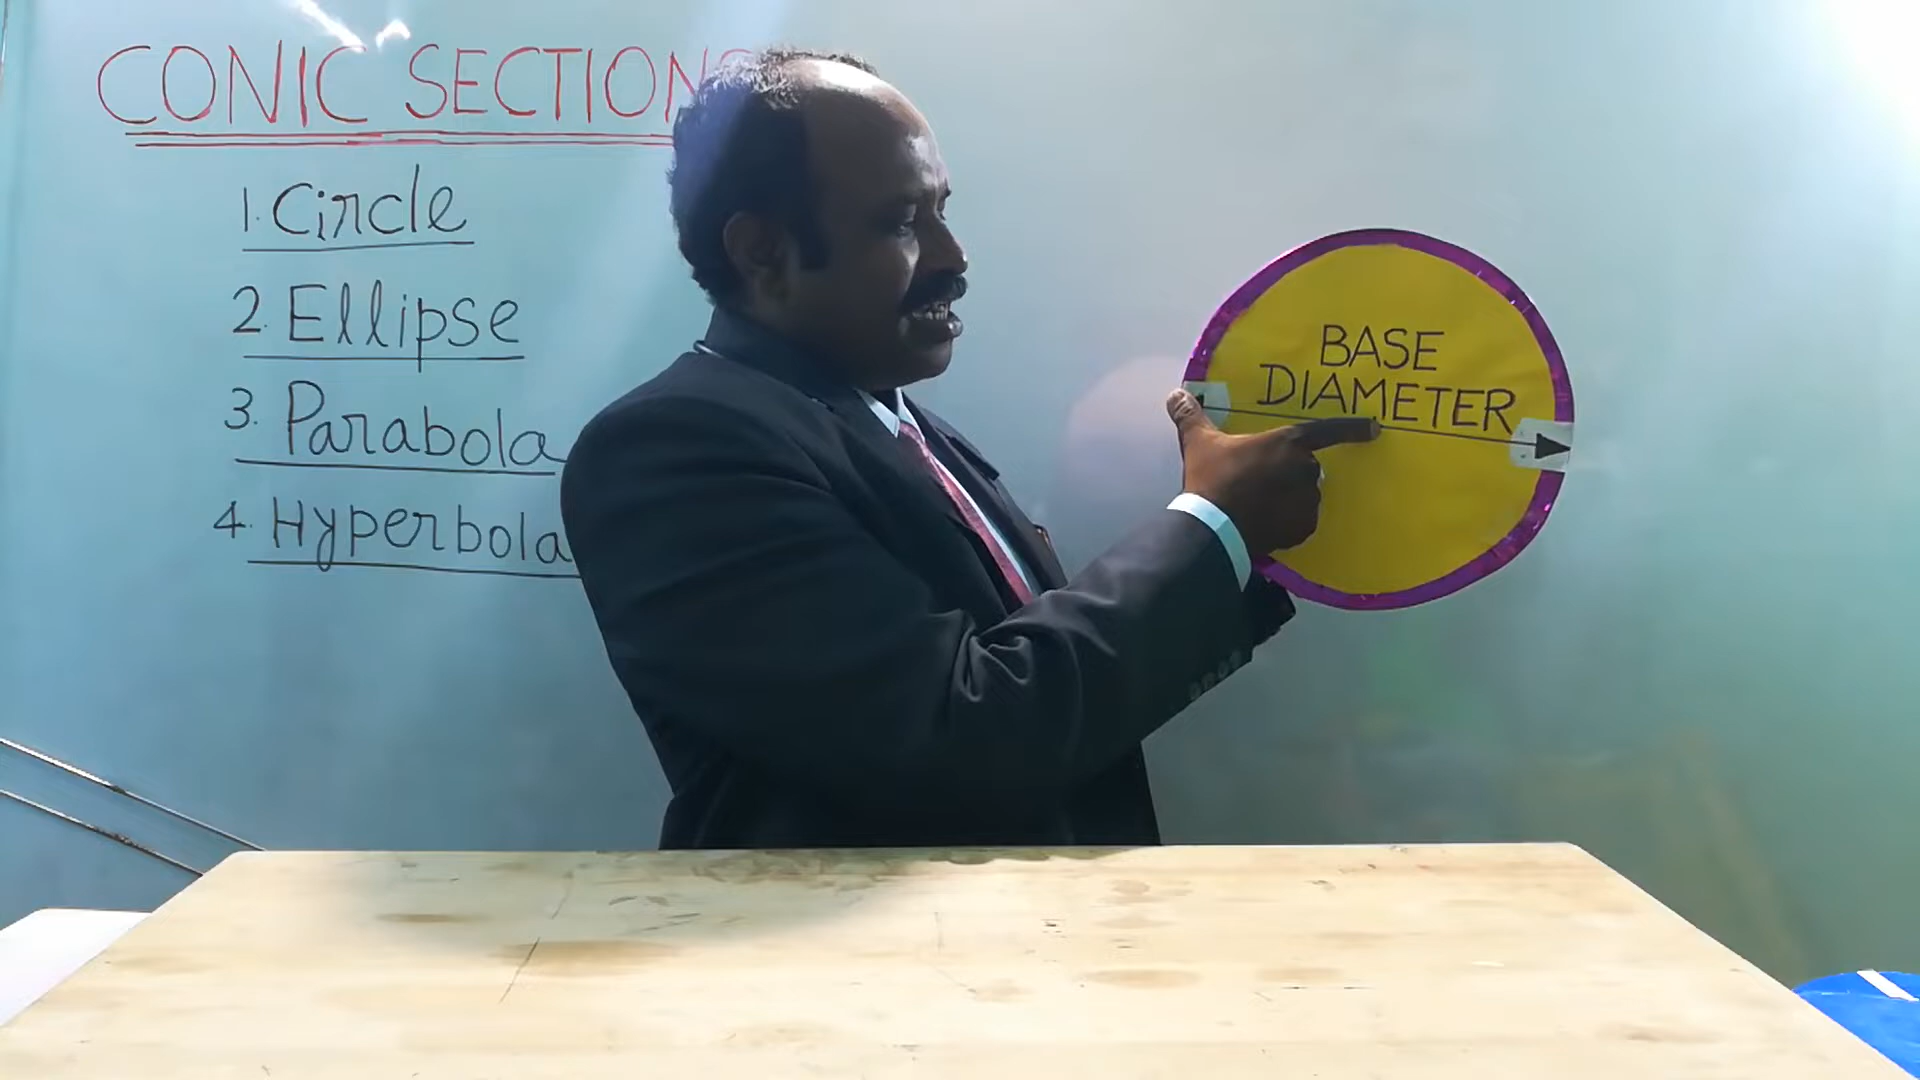 CONIC SECTION
1. Circle
2. Ellipse
3. Parabola
4. Hyperbola
BASE
DIAMETER